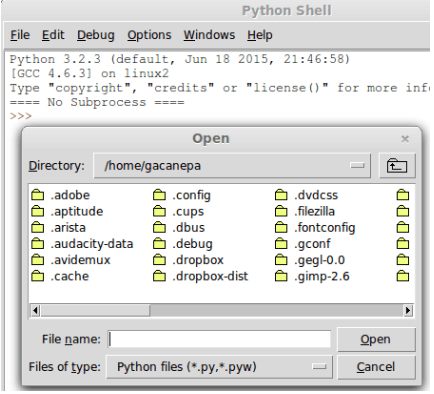 Python Shell
File Edit Debug Options Windows Help
Python 3.2.3 (default, Jun 18 2015, 21:46:58)
[GCC 4.6.3] on linux2
Type "copyright", "credits" or "license()" for more
==== No Subprocess ====
>>>
Open
Directory: /home/gacanepa
.adobe .config .dvdcss
.aptitude .cups .filezilla
.arista .dbus .fontconfig
.audacity-data .debug .gconf
.avidemux .dropbox .gegl-0.0
.cache .dropbox-dist .gimp-2.6
File name: Open
Files of type: Python files (*.py,*.pyw) Cancel